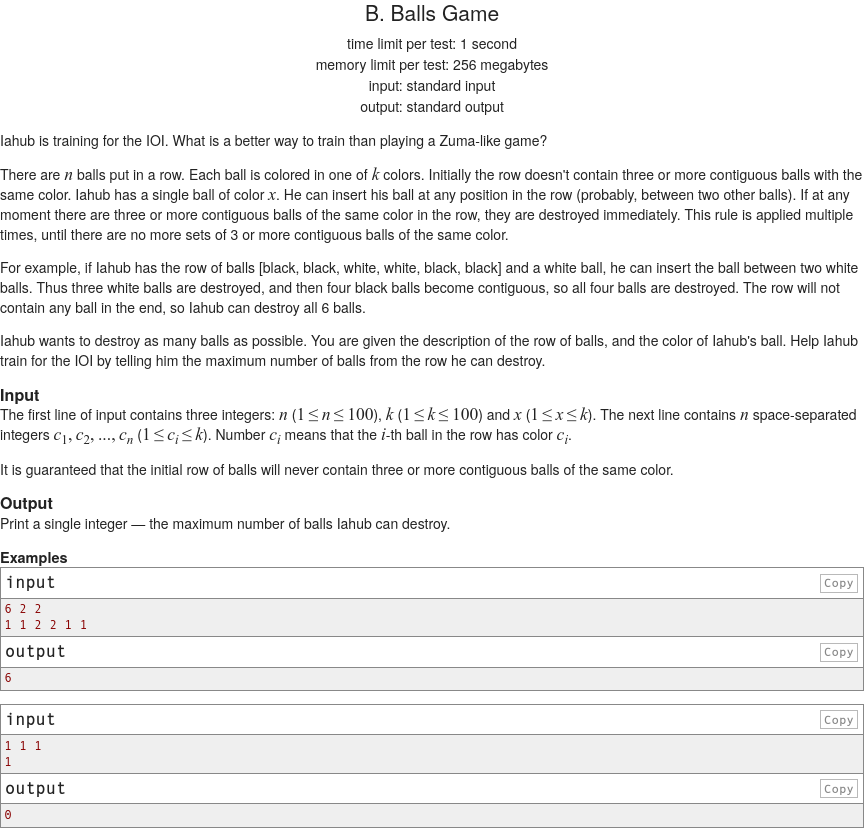 B. Balls Game
time limit per test: 1 second
memory limit per test: 256 megabytes
input: standard input
output: standard output
Iahub is training for the IOI. What is a better way to train than playing a Zuma-like game?
There are n balls put in a row. Each ball is colored in one of k colors. Initially the row doesn't contain three or more contiguous balls with the
same color. Iahub has a single ball of color x. He can insert his ball at any position in the row (probably, between two other balls). If at any
moment there are three or more contiguous balls of the same color in the row, they are destroyed immediately. This rule is applied multiple
times, until there are no more sets of 3 or more contiguous balls of the same color.
For example, if Iahub has the row of balls [black, black, white, white, black, black] and a white ball, he can insert the ball between two white
balls. Thus three white balls are destroyed, and then four black balls become contiguous, so all four balls are destroyed. The row will not
contain any ball in the end, so Iahub can destroy all 6 balls.
Iahub wants to destroy as many balls as possible. You are given the description of the row of balls, and the color of Iahub's ball. Help Iahub
train for the IOI by telling him the maximum number of balls from the row he can destroy.
Input
The first line of input contains three integers: n (1 ≤ n ≤ 100), k (1 ≤ k ≤ 100) and x (1 ≤ x ≤ k). The next line contains n space-separated
integers c1, c2, ..., cn (1 ≤ ci ≤ k). Number ci means that the i-th ball in the row has color ci.
It is guaranteed that the initial row of balls will never contain three or more contiguous balls of the same color.
Output
Print a single integer — the maximum number of balls Iahub can destroy.
Examples
input Copy
6 2 2
1 1 2 2 1 1
output Copy
6
input Copy
1 1 1
1
output Copy
0